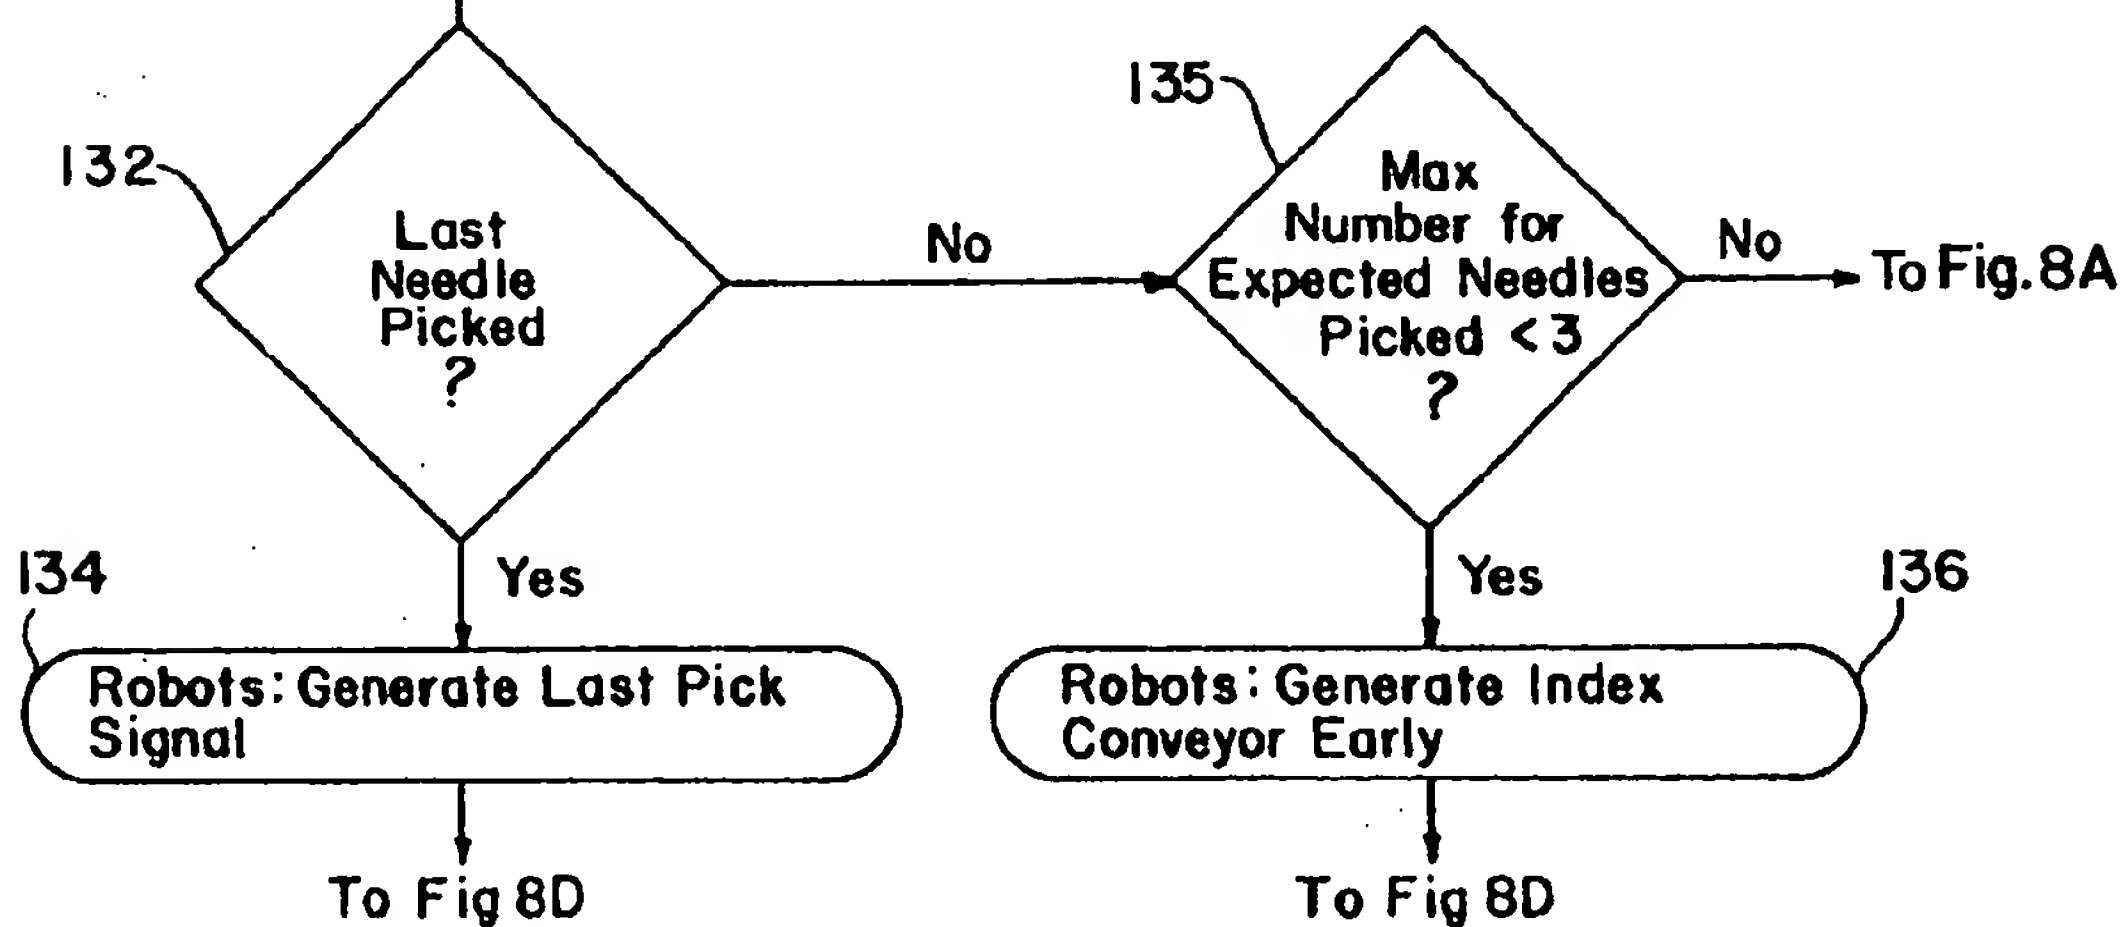 132
Last
Needle
Picked
?
No
135
Max
Number for
Expected Needles
Picked <3
?
No
To Fig. 8A
Yes
134
Robots: Generate Last Pick
Signal
To Fig 8D
Yes
136
Robots: Generate Index
Conveyor Early
To Fig 8D